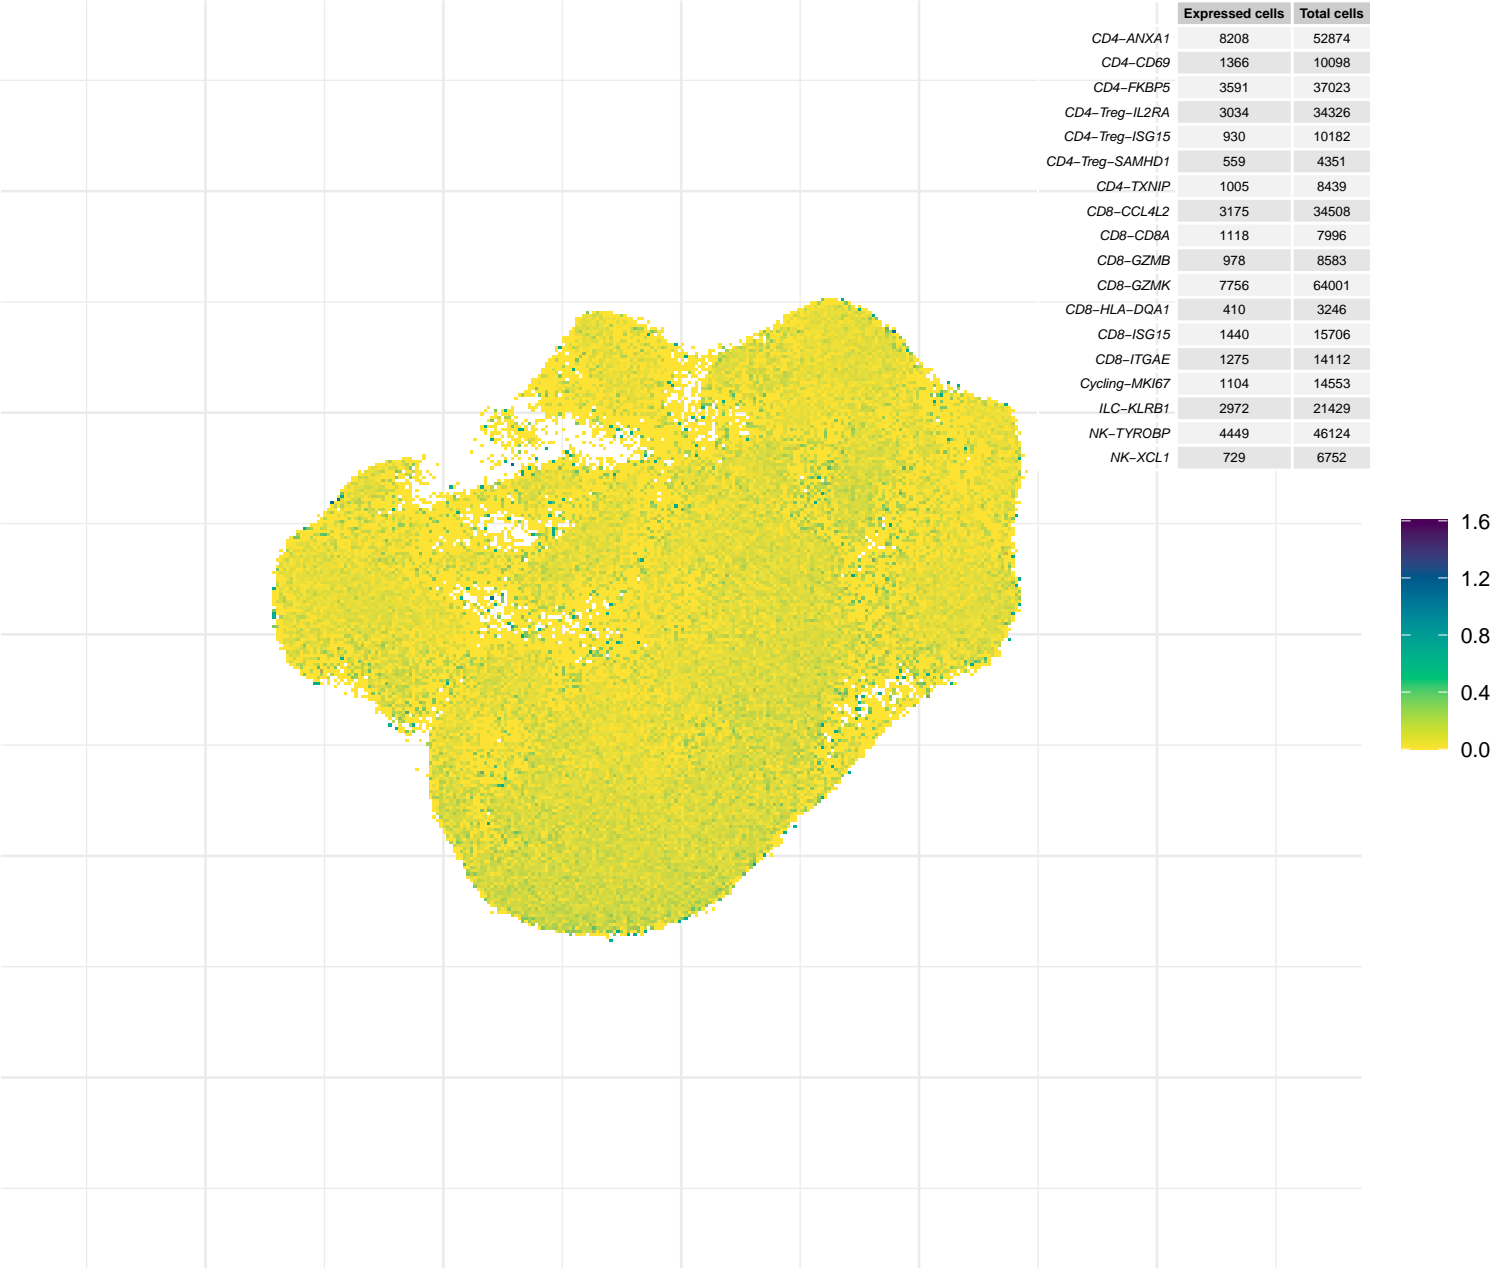 Expressed cells Total cells
CD4−ANXA1 8208 52874
CD4−CD69 1366 10098
CD4−FKBP5 3591 37023
CD4−Treg−IL2RA 3034 34326
CD4−Treg−ISG15 930 10182
CD4−Treg−SAMHD1 559 4351
CD4−TXNIP 1005 8439
CD8−CCL4L2 3175 34508
CD8−CD8A 1118 7996
CD8−GZMB 978 8583
CD8−GZMK 7756 64001
CD8−HLA−DQA1 410 3246
CD8−ISG15 1440 15706
CD8−ITGAE 1275 14112
Cycling−MKI67 1104 14553
ILC−KLRB1 2972 21429
NK−TYROBP 4449 46124
NK−XCL1 729 6752
1.6
1.2
0.8
0.4
0.0